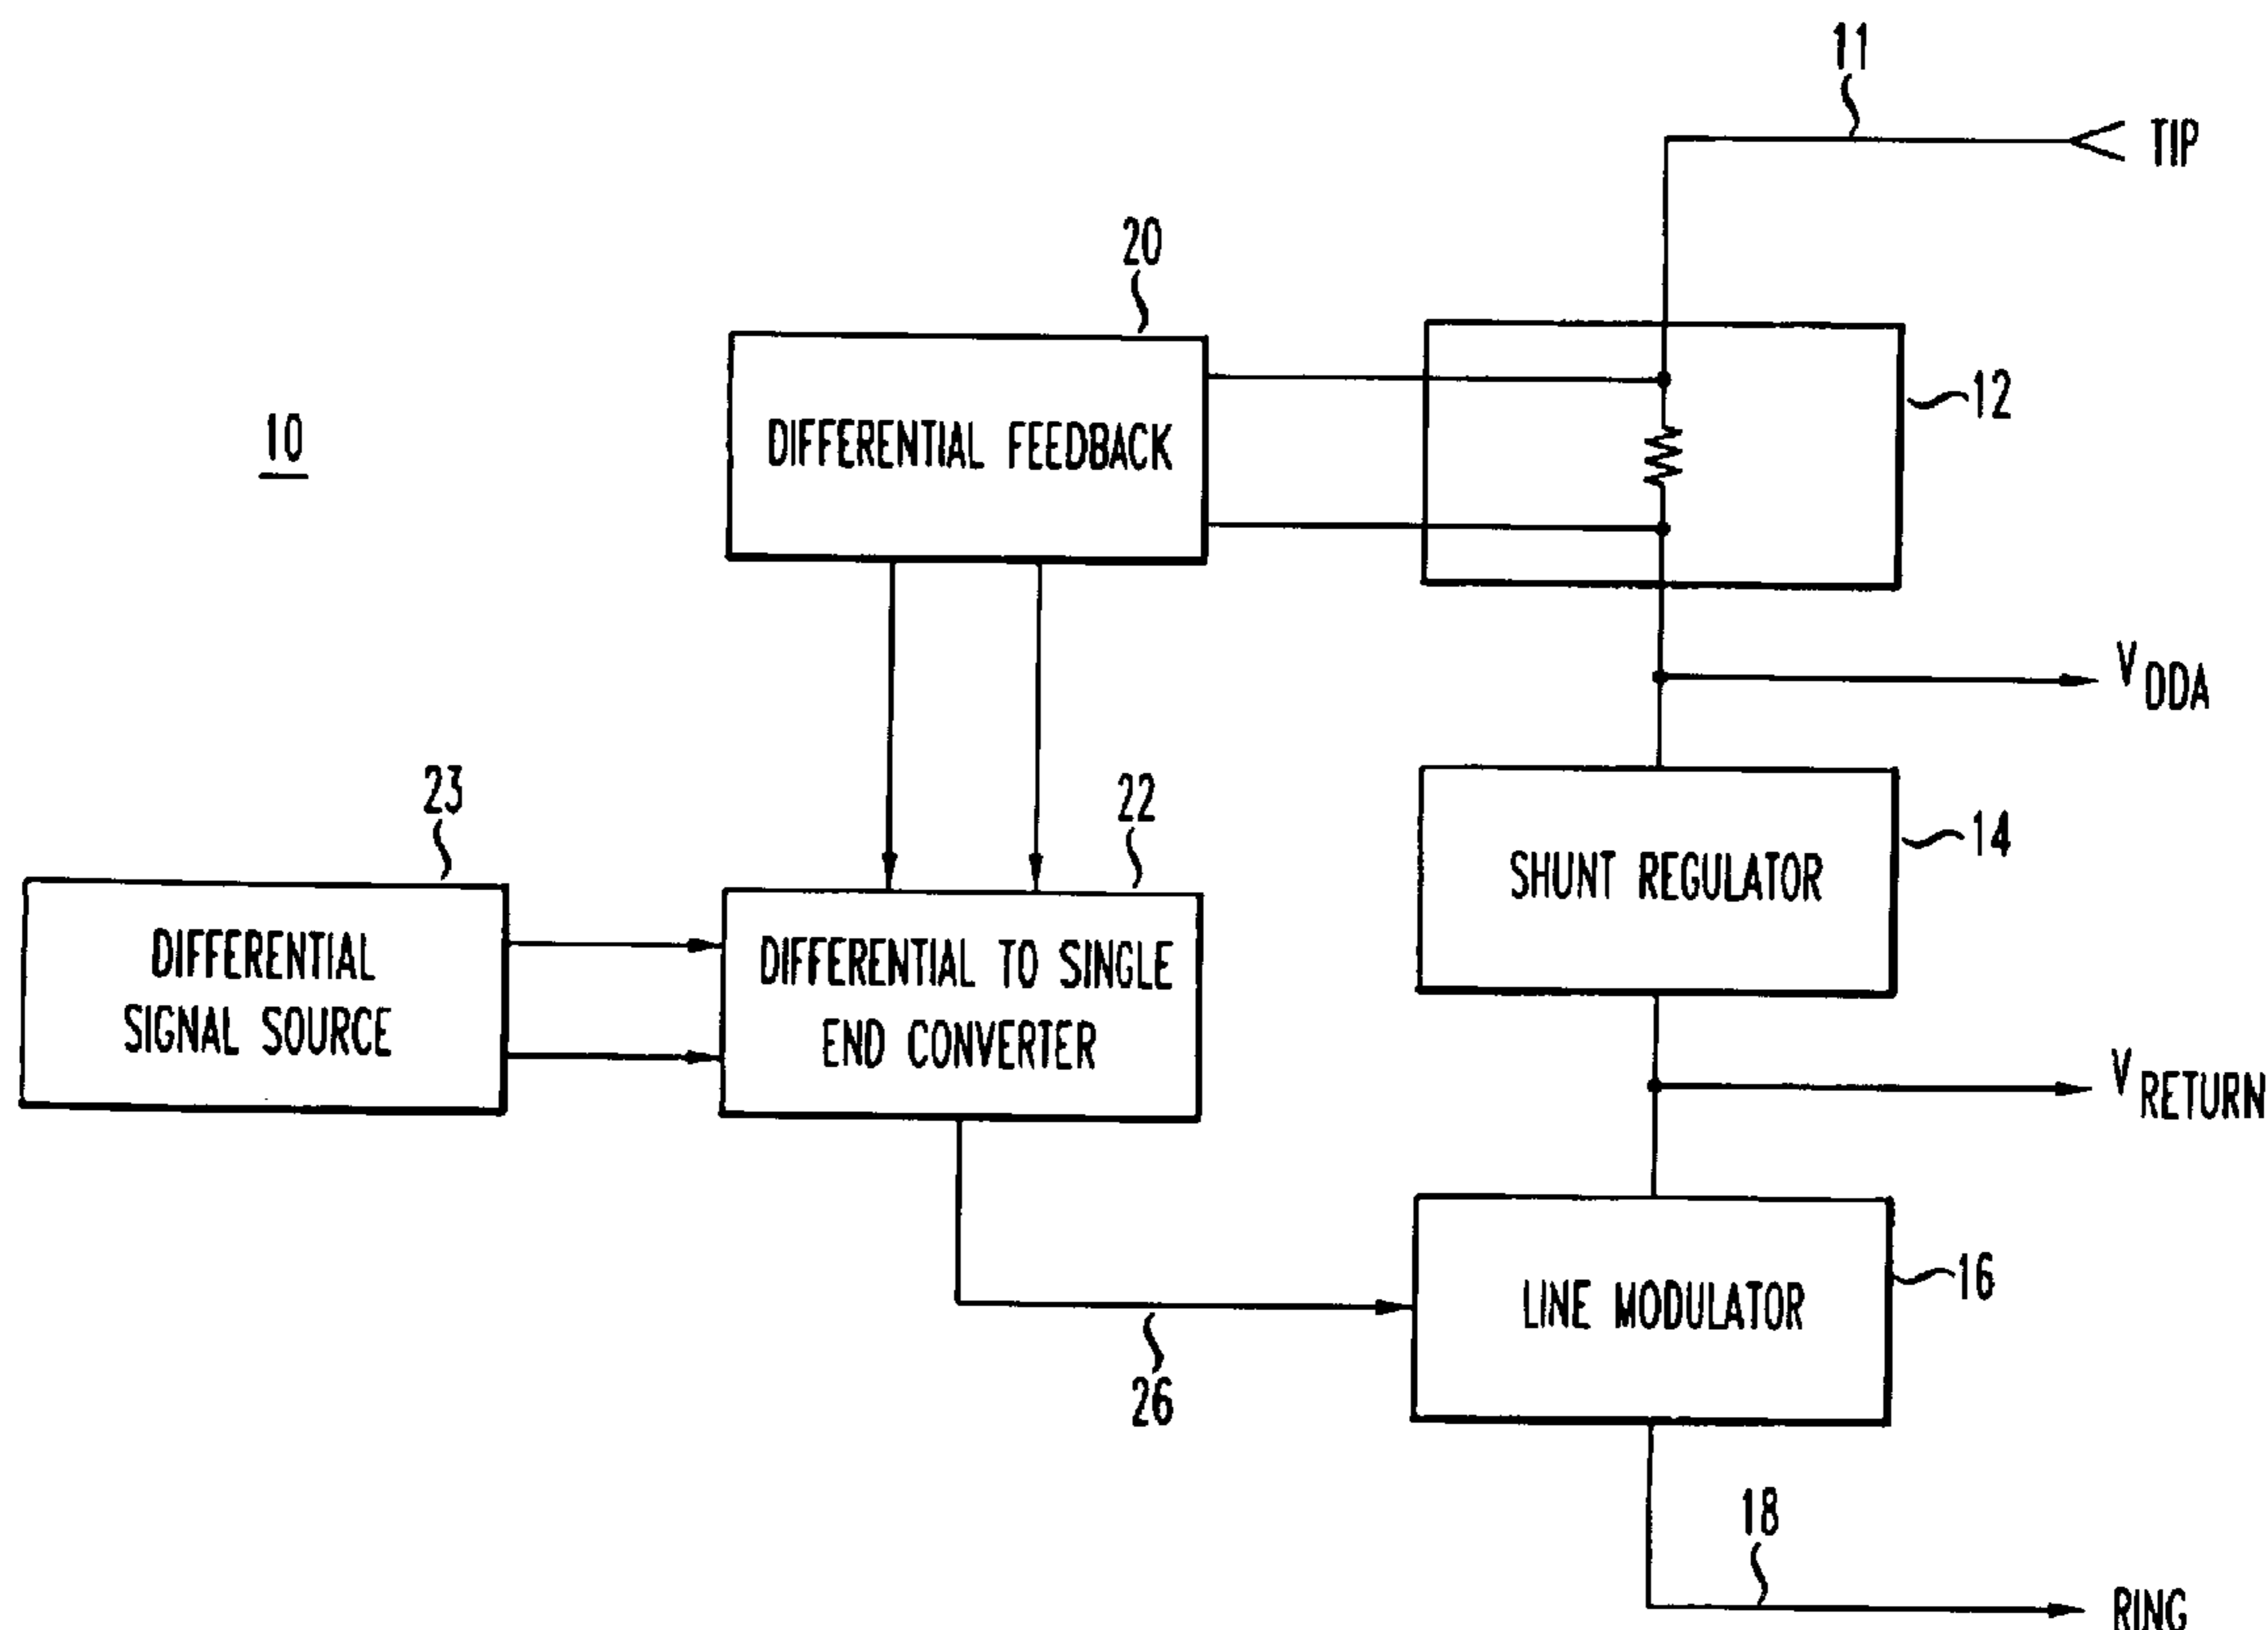 11
TIP
20
10
DIFFERENTIAL FEEDBACK
12
VDDA
23
22
14
SHUNT REGULATOR
DIFFERENTIAL
SIGNAL SOURCE
DIFFERENTIAL TO SINGLE
END CONVERTER
VRETURN
16
LINE MODULATOR
26
18
RING